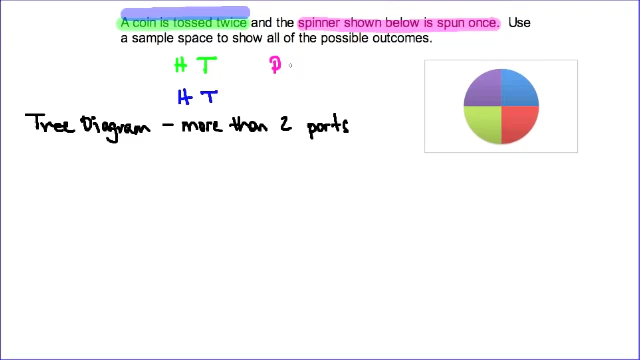 A coin is tossed twice and the spinner shown below is spun once. Use
a sample space to show all of the possible outcomes.
H T P
H T
Tree Diagram - more than 2 parts